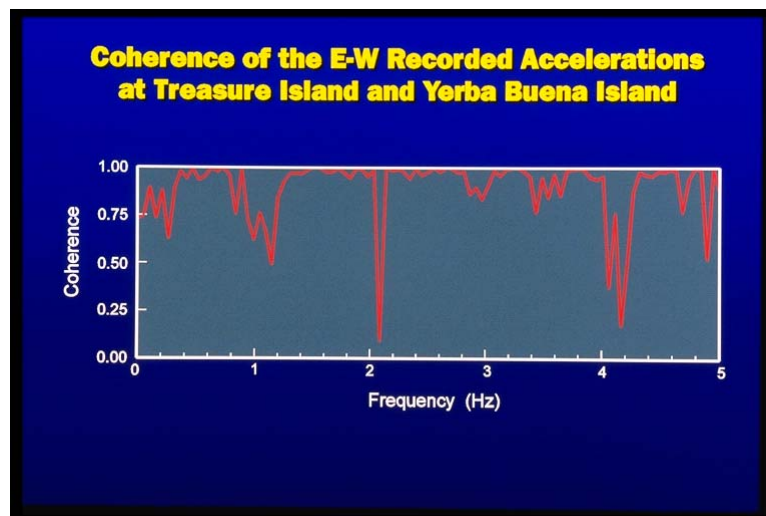 Coherence of the E-W Recorded Accelerations
at Treasure Island and Yerba Buena Island
1.00
0.75
0.50
0.25
0.00
Coherence
0 1 2 3 4 5
Frequency (Hz)